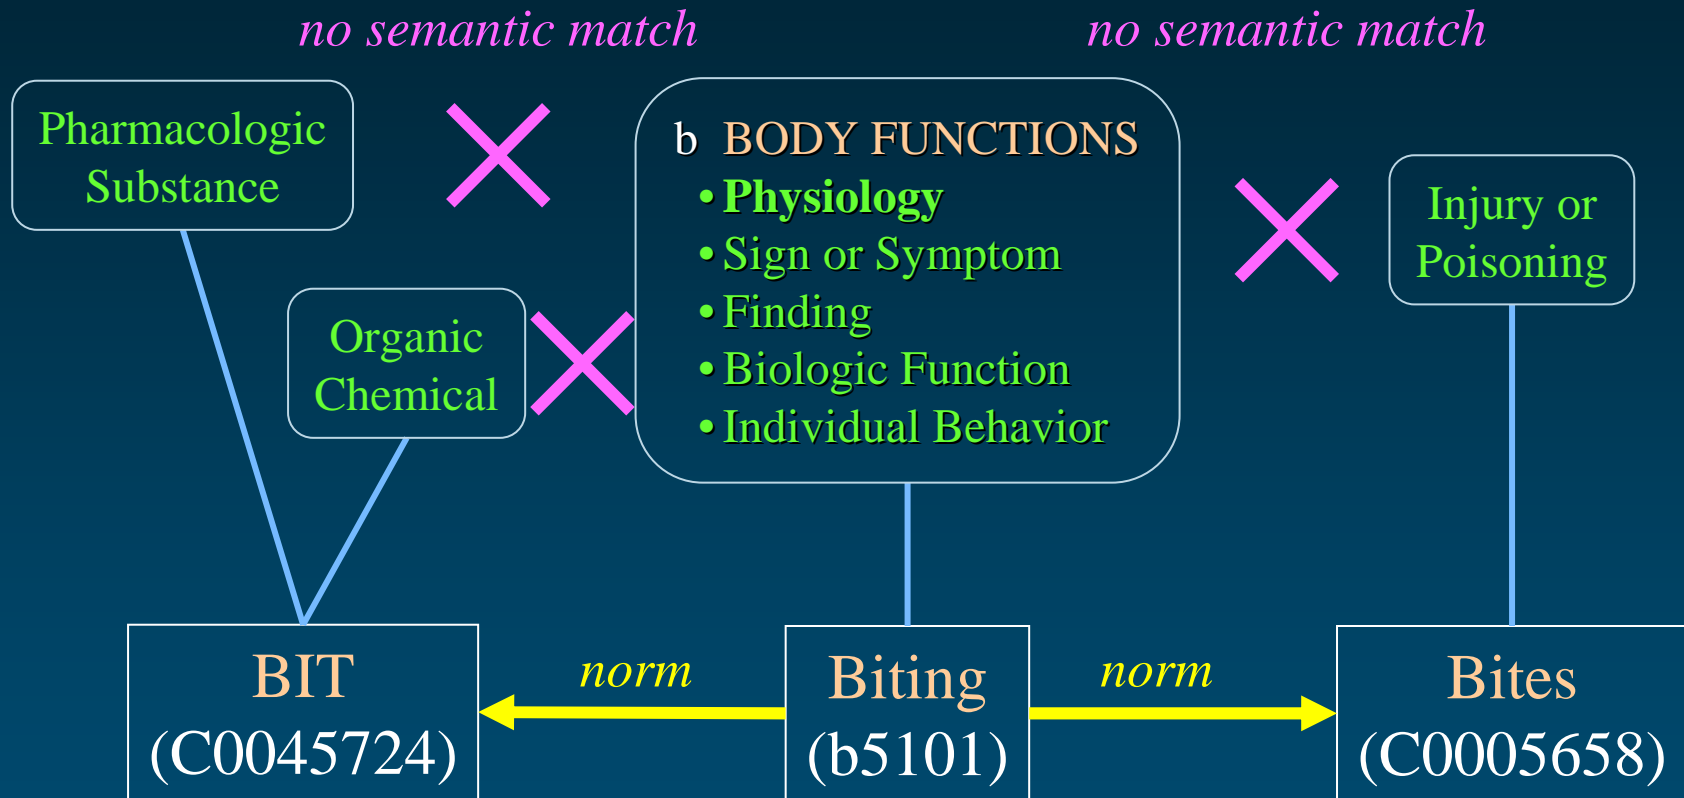 no semantic match
no semantic match
Pharmacologic
Substance
Organic
Chemical
b BODY FUNCTIONS
• Physiology
• Sign or Symptom
• Finding
• Biologic Function
• Individual Behavior
Injury or
Poisoning
BIT
(C0045724)
norm
Biting
(b5101)
norm
Bites
(C0005658)